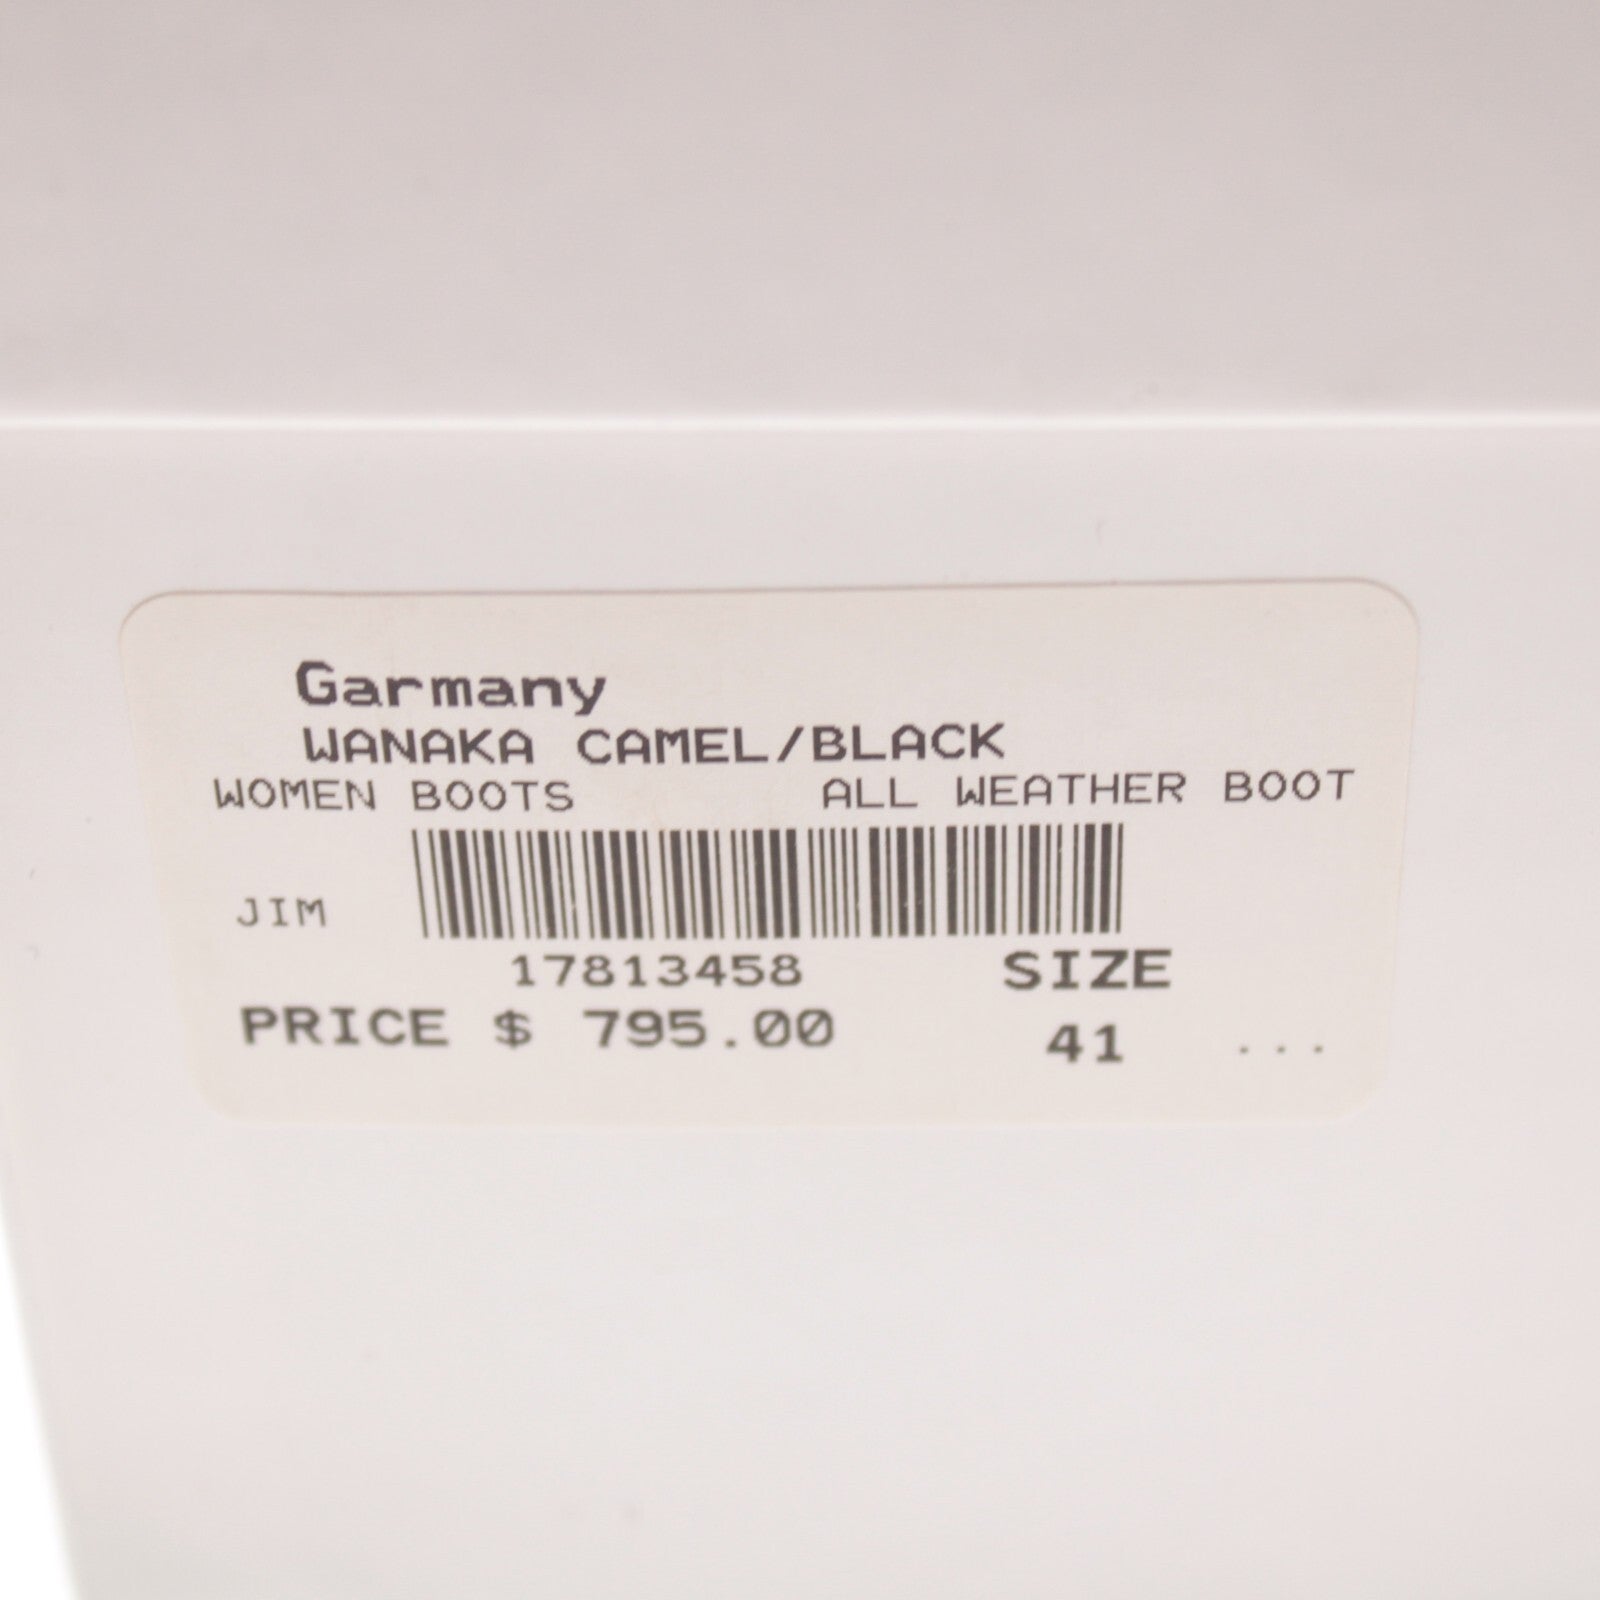 Garmany
WANAKA CAMEL/BLACK
WOMEN BOOTS ALL WEATHER BOOT
JIM
17813458 SIZE
PRICE $ 795.00 41 ...